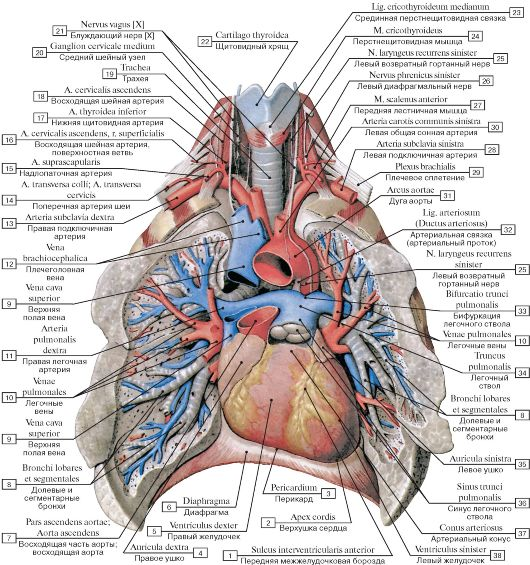 21
Nervus vagus [X]
Блуждающий нерв [X]
20
Ganglion cervicale medium
Средний шейный узел
19
Trachea
Трахея
18
A. cervicalis ascendens
Восходящая шейная артерия
17
A. thyroidea inferior
Нижняя щитовидная артерия
16
A. cervicalis ascendens, r. superficialis
Восходящая шейная артерия,
поверхностная ветвь
15
A. suprascapularis
Надлопаточная артерия
14
A. transversa colli; A. transversa
cervicis
Поперечная артерия шеи
13
Arteria subclavia dextra
Правая подключичная
артерия
12
Vena
brachiocephalica
Плечеголовная
вена
9
Vena cava
superior
Верхняя
полая вена
11
Arteria
pulmonalis
dextra
Правая легочная
артерия
10
Venae
pulmonales
Легочные
вены
9
Vena cava
superior
Верхняя
полая вена
8
Bronchi lobares
et segmentales
Долевые и
сегментарные
бронхи
7
Pars ascendens aortae;
Aorta ascendens
Восходящая часть аорты;
восходящая аорта
22
Cartilago thyroidea
Щитовидный хрящ
23
Lig. cricothyroideum medianum
Срединная перстнещитовидная связка
24
M. cricothyroideus
Перстнещитовидная мышца
25
N. laryngeus recurrens sinister
Левый возвратный гортанный нерв
26
Nervus phrenicus sinister
Левый диафрагмальный нерв
27
M. scalenus anterior
Передняя лестничная мышца
30
Arteria carotis communis sinistra
Левая общая сонная артерия
28
Arteria subclavia sinistra
Левая подключичная артерия
29
Plexus brachialis
Плечевое сплетение
31
Arcus aortae
Дуга аорты
32
Lig. arteriosum
(Ductus arteriosus)
Артериальная связка
(артериальный проток)
25
N. laryngeus recurrens
sinister
Левый возвратный
гортанный нерв
33
Bifurcatio trunci
pulmonalis
Бифуркация
легочного ствола
10
Venae pulmonales
Легочные вены
34
Truncus
pulmonalis
Легочный
ствол
8
Bronchi lobares
et segmentales
Долевые и
сегментарные
бронхи
35
Auricula sinistra
Левое ушко
36
Sinus trunci
pulmonalis
Синус легочного
ствола
37
Conus arteriosus
Артериальный конус
38
Ventriculus sinister
Левый желудочек
6
Diaphragma
Диафрагма
5
Ventriculus dexter
Правый желудочек
4
Auricula dextra
Правое ушко
3
Pericardium
Перикард
2
Apex cordis
Верхушка сердца
1
Sulcus interventricularis anterior
Передняя межжелудочковая борозда